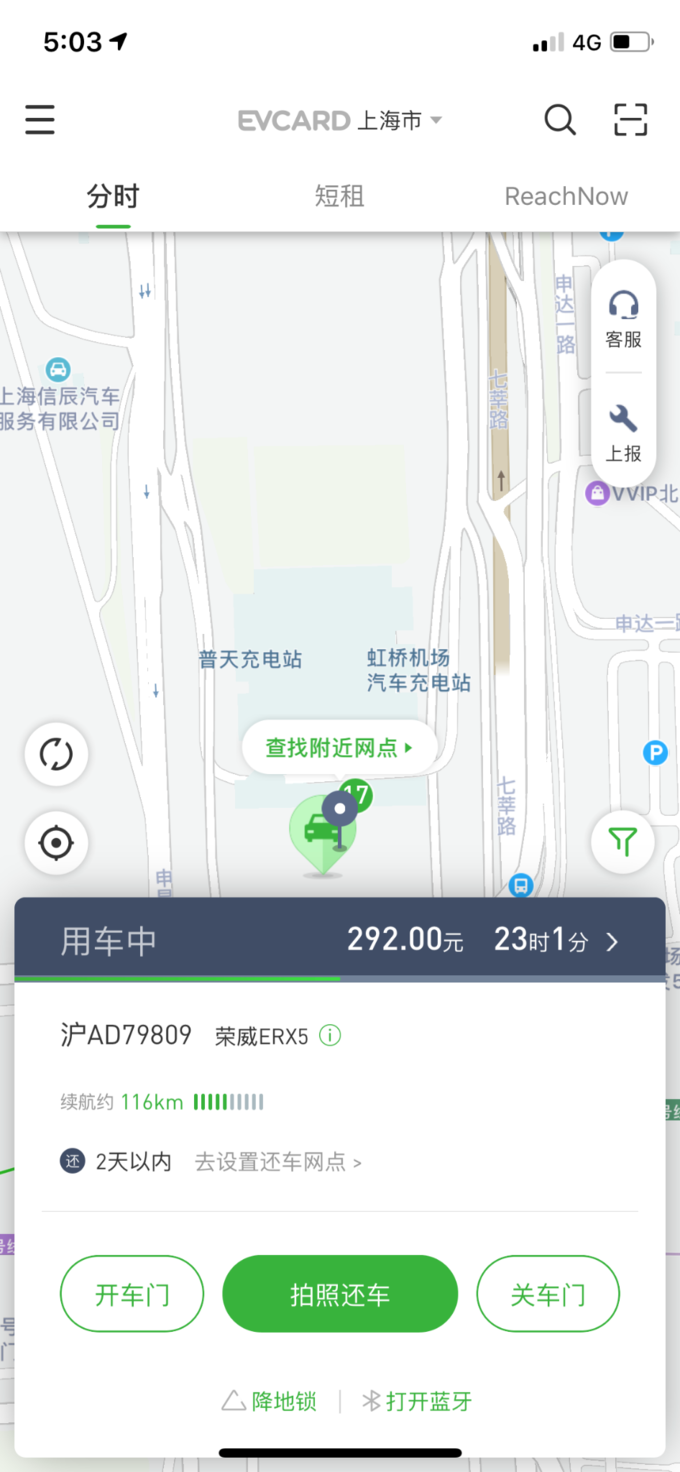 5:03
4G
EVCARD 上海市
分时
短租
ReachNow
申达一路
客服
上海信辰汽车
服务有限公司
七莘路
上报
VVIP北
申达一路
普天充电站
虹桥机场
汽车充电站
查找附近网点
P
17
七莘路
用车中
292.00元
23时1分
沪AD79809
荣威ERX5
续航约 116km
还 2天以内 去设置还车网点 >
开车门
拍照还车
关车门
降地锁
打开蓝牙